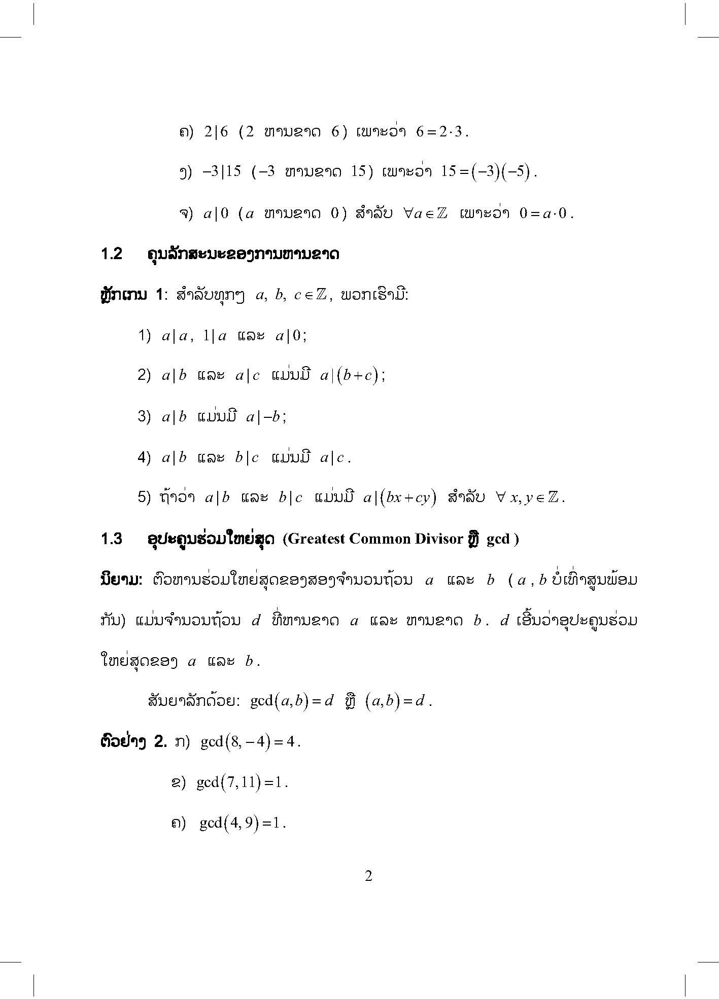 ຄ) 2|6 (2 ຫານຂາດ 6) ເພາະວ່າ 6=2·3.
ງ) −3|15 (−3 ຫານຂາດ 15) ເພາະວ່າ 15=(−3)(−5).
ຈ) a|0 (a ຫານຂາດ 0) ສຳລັບ ∀a∈ℤ ເພາະວ່າ 0=a·0.
1.2 ຄຸນລັກສະນະຂອງການຫານຂາດ
ຫຼັກເກນ 1: ສຳລັບທຸກໆ a, b, c∈ℤ, ພວກເຮົາມີ:
1) a|a, 1|a ແລະ a|0;
2) a|b ແລະ a|c ແມ່ນມີ a|(b+c);
3) a|b ແມ່ນມີ a|−b;
4) a|b ແລະ b|c ແມ່ນມີ a|c.
5) ຖ້າວ່າ a|b ແລະ b|c ແມ່ນມີ a|(bx+cy) ສຳລັບ ∀ x,y∈ℤ.
1.3 ອຸປະຄູນຮ່ວມໃຫຍ່ສຸດ (Greatest Common Divisor ຫຼື gcd )
ນິຍາມ: ຕົວຫານຮ່ວມໃຫຍ່ສຸດຂອງສອງຈຳນວນຖ້ວນ a ແລະ b ( a , b ບໍ່ເທົ່າສູນພ້ອມ
ກັນ) ແມ່ນຈຳນວນຖ້ວນ d ທີ່ຫານຂາດ a ແລະ ຫານຂາດ b . d ເອີ້ນວ່າອຸປະຄູນຮ່ວມ
ໃຫຍ່ສຸດຂອງ a ແລະ b .
ສັນຍາລັກດ້ວຍ: gcd(a,b)=d ຫຼື (a,b)=d .
ຕົວຢ່າງ 2. ກ) gcd(8,−4)=4.
ຂ) gcd(7,11)=1.
ຄ) gcd(4,9)=1.
2